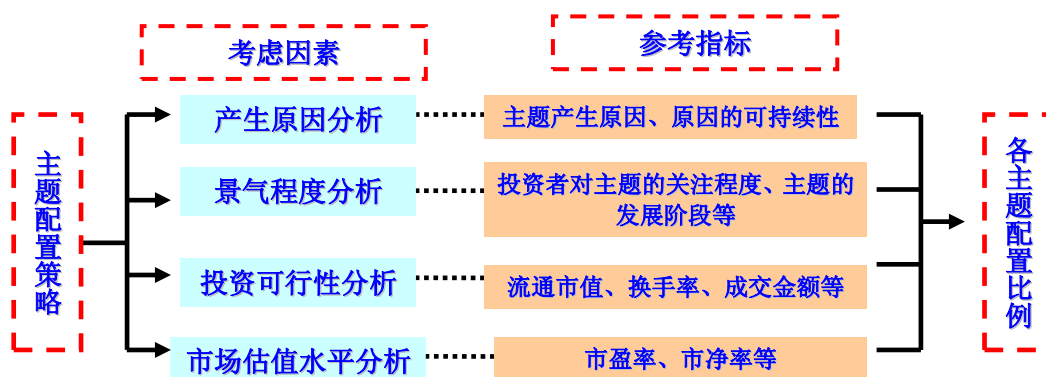 考虑因素
参考指标
主题配置策略
产生原因分析
主题产生原因、原因的可持续性
景气程度分析
投资者对主题的关注程度、主题的
发展阶段等
投资可行性分析
流通市值、换手率、成交金额等
市场估值水平分析
市盈率、市净率等
各主题配置比例